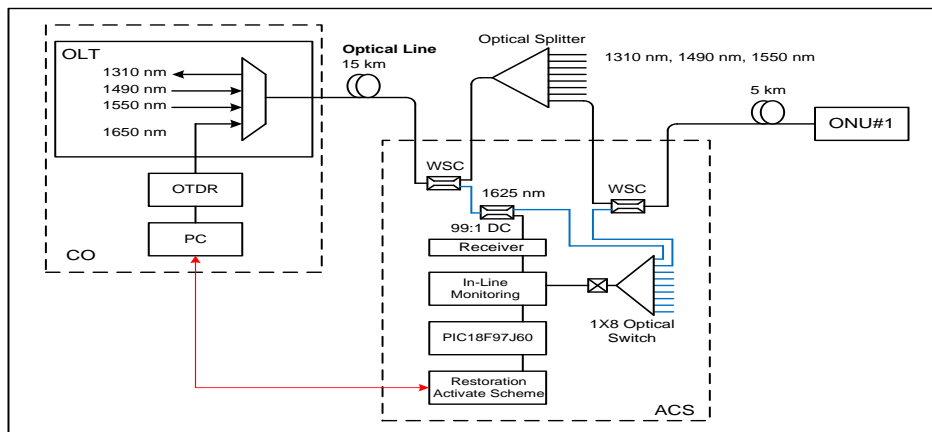 OLT
1310 nm
1490 nm
1550 nm
1650 nm
OTDR
PC
CO
Optical Line
15 km
Optical Splitter
1310 nm, 1490 nm, 1550 nm
5 km
ONU#1
WSC
1625 nm
WSC
99:1 DC
Receiver
In-Line
Monitoring
1X8 Optical
Switch
PIC18F97J60
Restoration
Activate Scheme
ACS